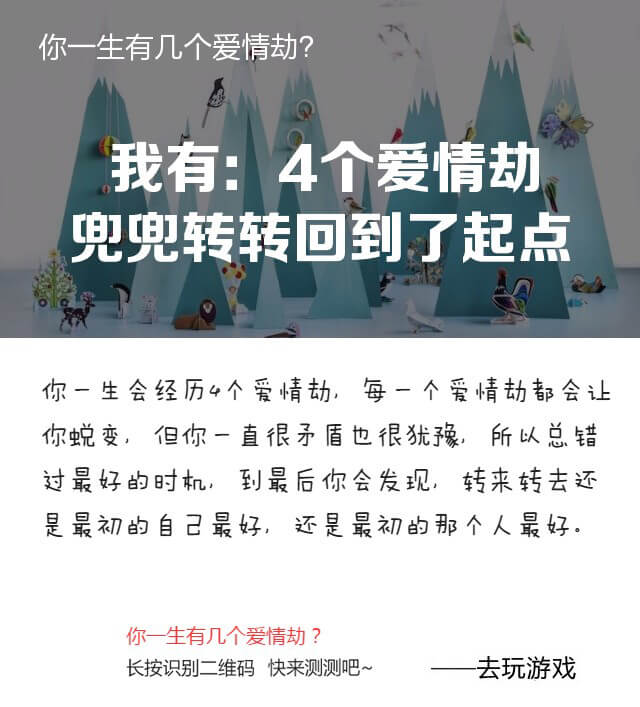 你一生有几个爱情劫?
我有：4个爱情劫
兜兜转转回到了起点
你一生会经历4个爱情劫，每一个爱情劫都会让
你蜕变，但你一直很矛盾也很犹豫，所以总错
过最好的时机，到最后你会发现，转来转去还
是最初的自己最好，还是最初的那个人最好。
你一生有几个爱情劫？
长按识别二维码 快来测测吧~
——去玩游戏